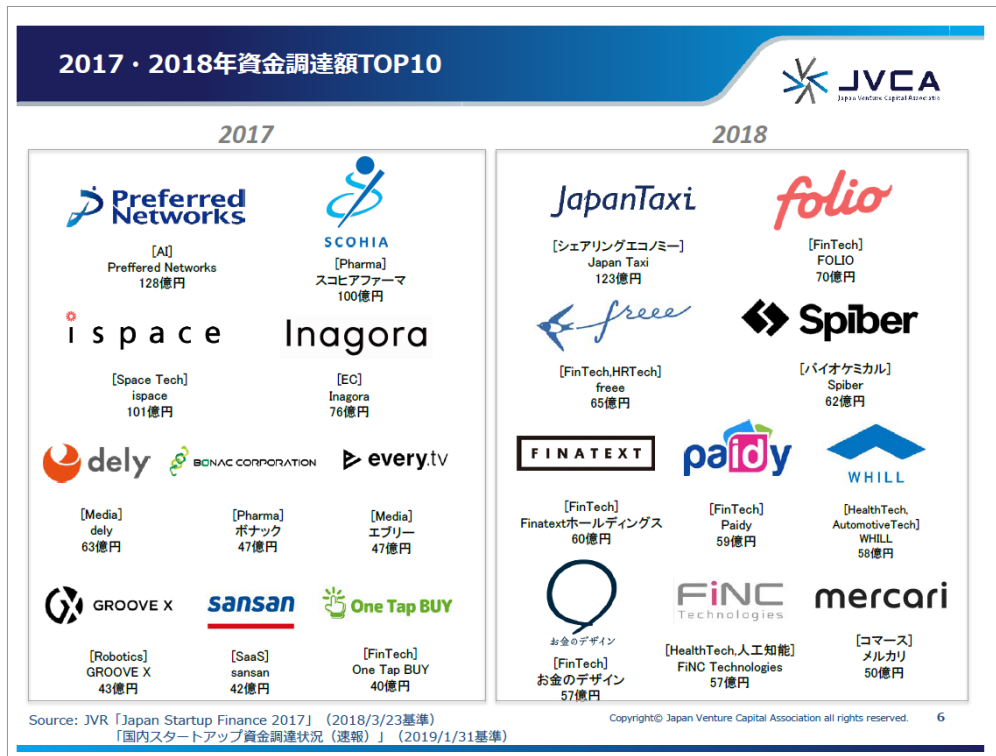 2017・2018年資金調達額TOP10
JVCA
Japan Venture Capital Associatio
2017
2018
Preferred
Networks
[AI]
Preffered Networks
128億円
SCOHIA
[Pharma]
スコヒアファーマ
100億円
ispace
[Space Tech]
ispace
101億円
Inagora
[EC]
Inagora
76億円
dely
[Media]
dely
63億円
BONAC CORPORATION
[Pharma]
ボナック
47億円
every.tv
[Media]
エブリー
47億円
GROOVE X
[Robotics]
GROOVE X
43億円
sansan
[SaaS]
sansan
42億円
One Tap BUY
[FinTech]
One Tap BUY
40億円
JapanTaxi
[シェアリングエコノミー]
Japan Taxi
123億円
folio
[FinTech]
FOLIO
70億円
freee
[FinTech,HRTech]
freee
65億円
Spiber
[バイオケミカル]
Spiber
62億円
FINATEXT
[FinTech]
Finatextホールディングス
60億円
paidy
[FinTech]
Paidy
59億円
WHILL
[HealthTech,
AutomotiveTech]
WHILL
58億円
お金のデザイン
[FinTech]
お金のデザイン
57億円
FiNC
Technologies
[HealthTech,人工知能]
FiNC Technologies
57億円
mercari
[コマース]
メルカリ
50億円
Source: JVR「Japan Startup Finance 2017」（2018/3/23基準）
「国内スタートアップ資金調達状況（速報）」（2019/1/31基準）
Copyright© Japan Venture Capital Association all rights reserved.
6